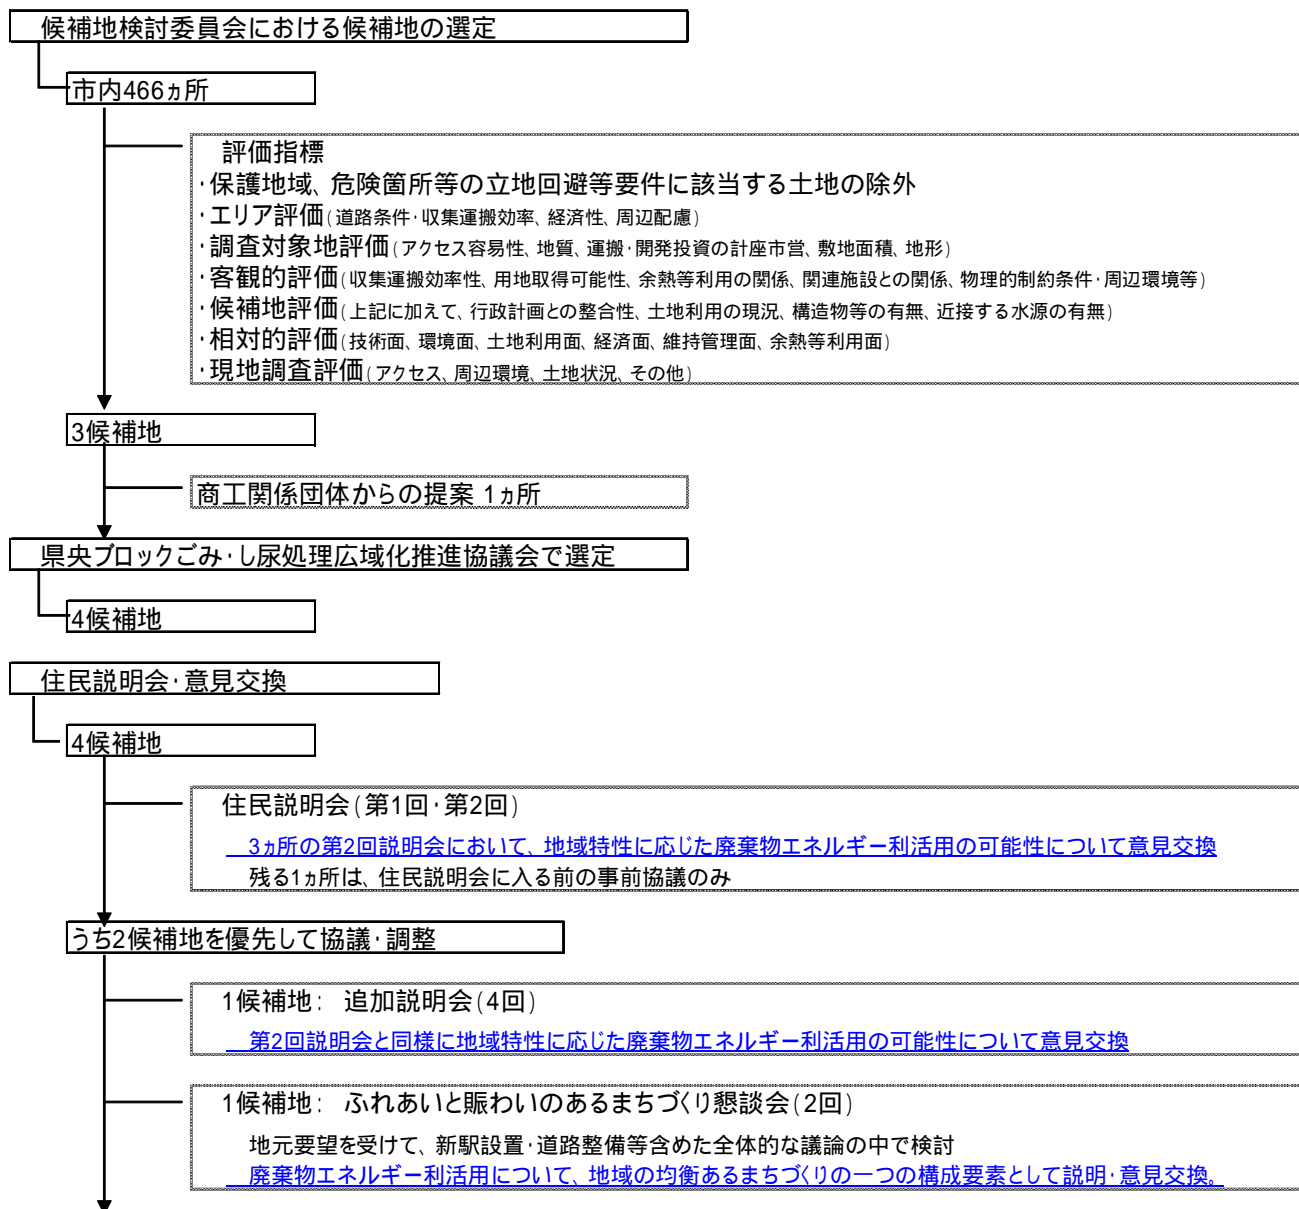 候補地検討委員会における候補地の選定
市内466ヵ所
評価指標
・保護地域、危険箇所等の立地回避等要件に該当する土地の除外
・エリア評価(道路条件・収集運搬効率、経済性、周辺配慮)
・調査対象地評価(アクセス容易性、地質、運搬・開発投資の計座市営、敷地面積、地形)
・客観的評価(収集運搬効率性、用地取得可能性、余熱等利用の関係、関連施設との関係、物理的制約条件・周辺環境等)
・候補地評価(上記に加えて、行政計画との整合性、土地利用の現況、構造物等の有無、近接する水源の有無)
・相対的評価(技術面、環境面、土地利用面、経済面、維持管理面、余熱等利用面)
・現地調査評価(アクセス、周辺環境、土地状況、その他)
3候補地
商工関係団体からの提案 1ヵ所
県央ブロックごみ・し尿処理広域化推進協議会で選定
4候補地
住民説明会・意見交換
4候補地
住民説明会(第1回・第2回)
3ヵ所の第2回説明会において、地域特性に応じた廃棄物エネルギー利活用の可能性について意見交換
残る1ヵ所は、住民説明会に入る前の事前協議のみ
うち2候補地を優先して協議・調整
1候補地: 追加説明会(4回)
第2回説明会と同様に地域特性に応じた廃棄物エネルギー利活用の可能性について意見交換
1候補地: ふれあいと賑わいのあるまちづくり懇談会(2回)
地元要望を受けて、新駅設置・道路整備等含めた全体的な議論の中で検討
廃棄物エネルギー利活用について、地域の均衡あるまちづくりの一つの構成要素として説明・意見交換。